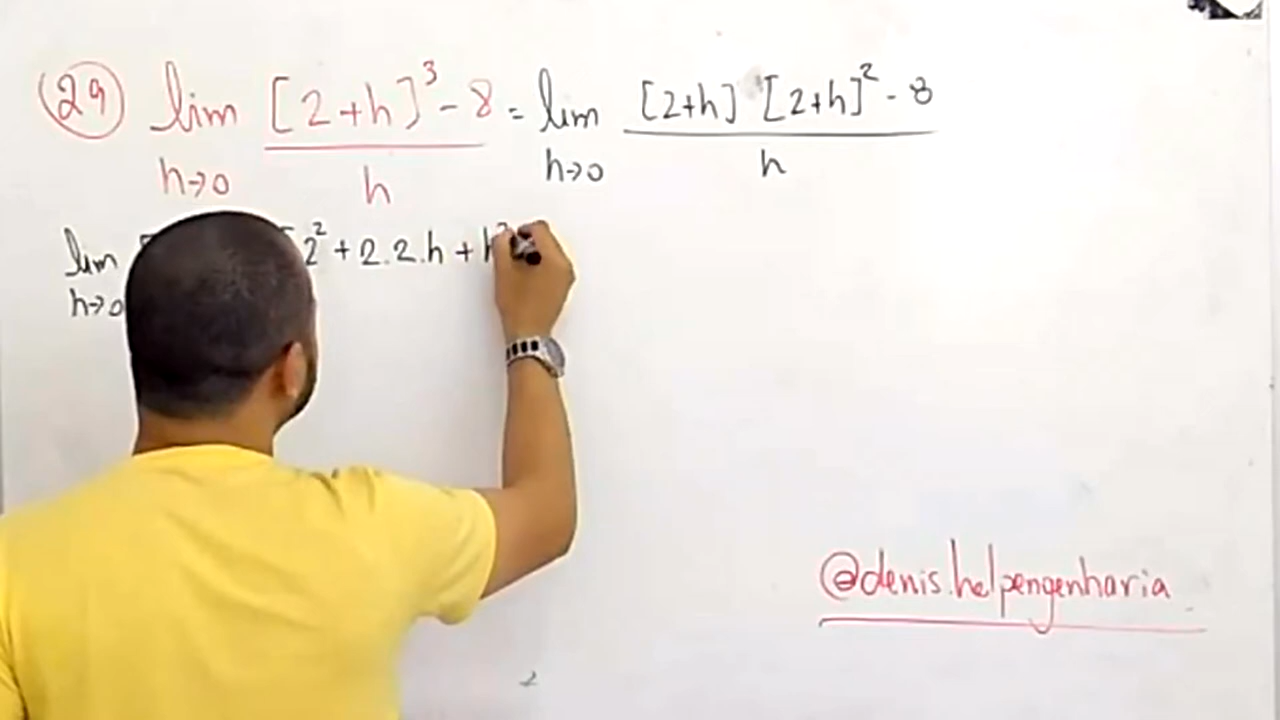 (29) lim [2+h]³ - 8 = lim [2+h] [2+h]² - 8
h→0 h h→0 h
lim 2² + 2.2.h + h
h→0
@denis.helpengenharia